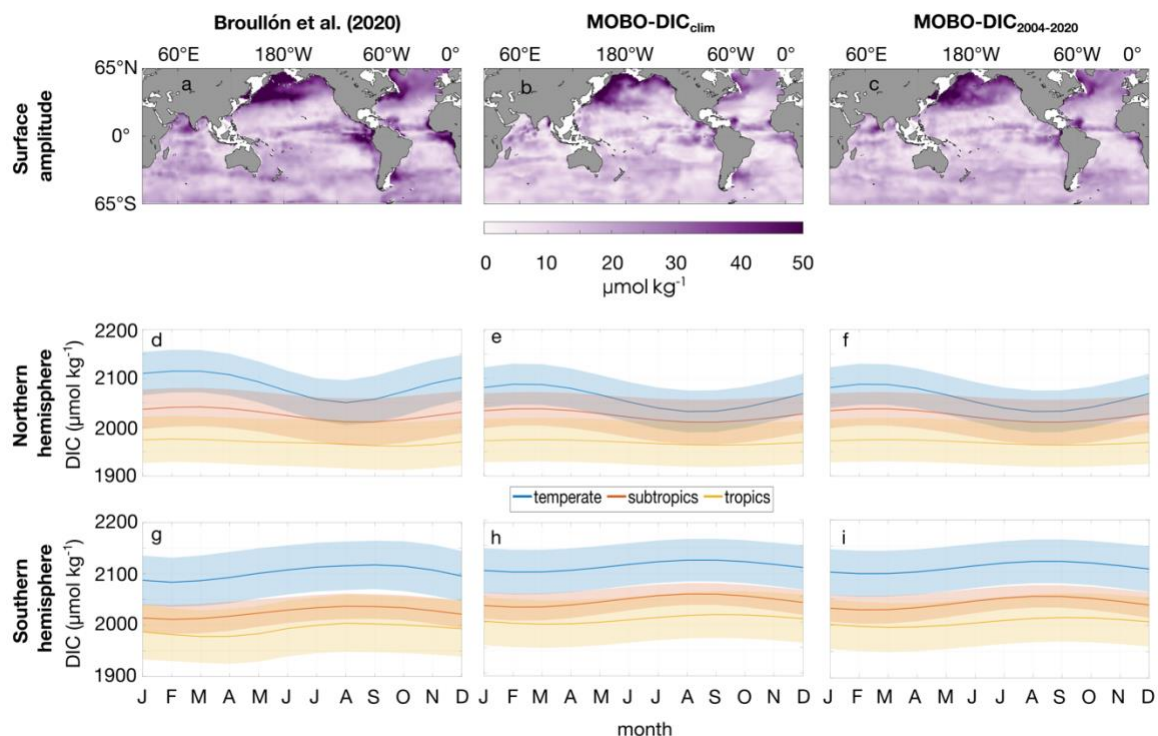 Broullón et al. (2020) MOBO-DICclim MOBO-DIC2004-2020
60°E 180°W 60°W 0° 60°E 180°W 60°W 0° 60°E 180°W 60°W 0°
Surface
amplitude
65°N
0°
65°S
a b c
0 10 20 30 40 50
µmol kg-1
Northern
hemisphere
DIC (µmol kg-1)
2200
2100
2000
1900
d e f
temperate subtropics tropics
Southern
hemisphere
DIC (µmol kg-1)
2200
2100
2000
1900
g h i
J F M A M J J A S O N D J F M A M J J A S O N D J F M A M J J A S O N D
month